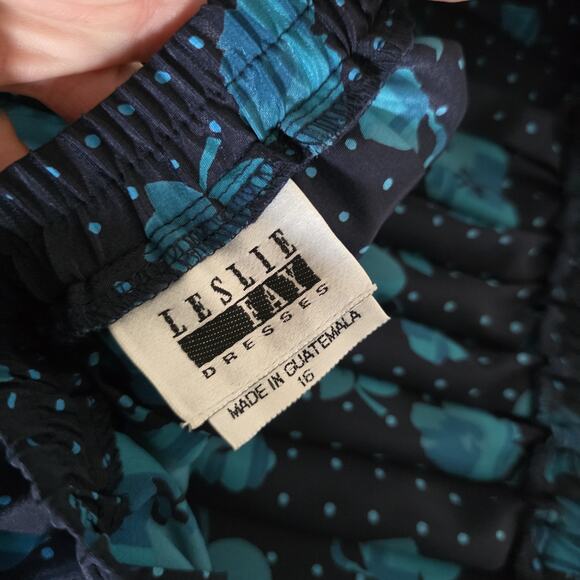 LESLIE
FAY
DRESSES
MADE IN GUATEMALA
16